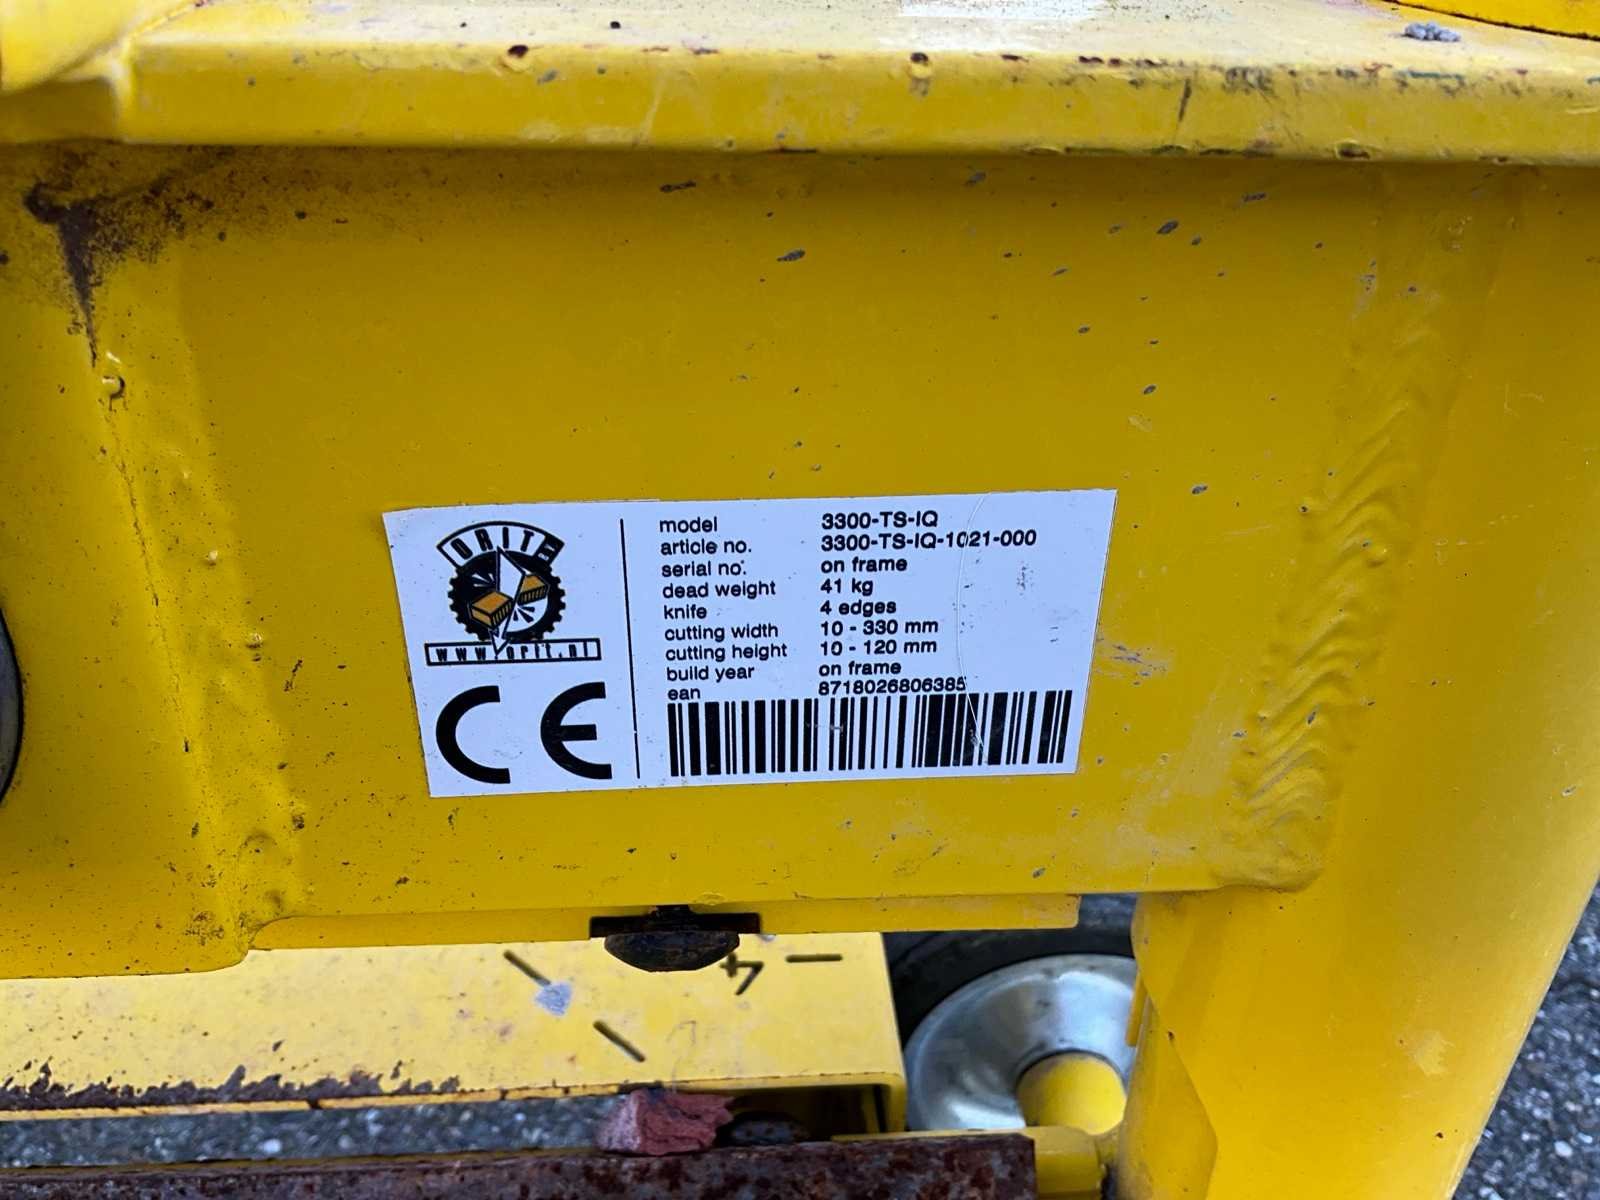 ORIT
www.orit.nl
CE
model 3300-TS-IQ
article no. 3300-TS-IQ-1021-000
serial no. on frame
dead weight 41 kg
knife 4 edges
cutting width 10 - 330 mm
cutting height 10 - 120 mm
build year on frame
ean 8718026806385
4